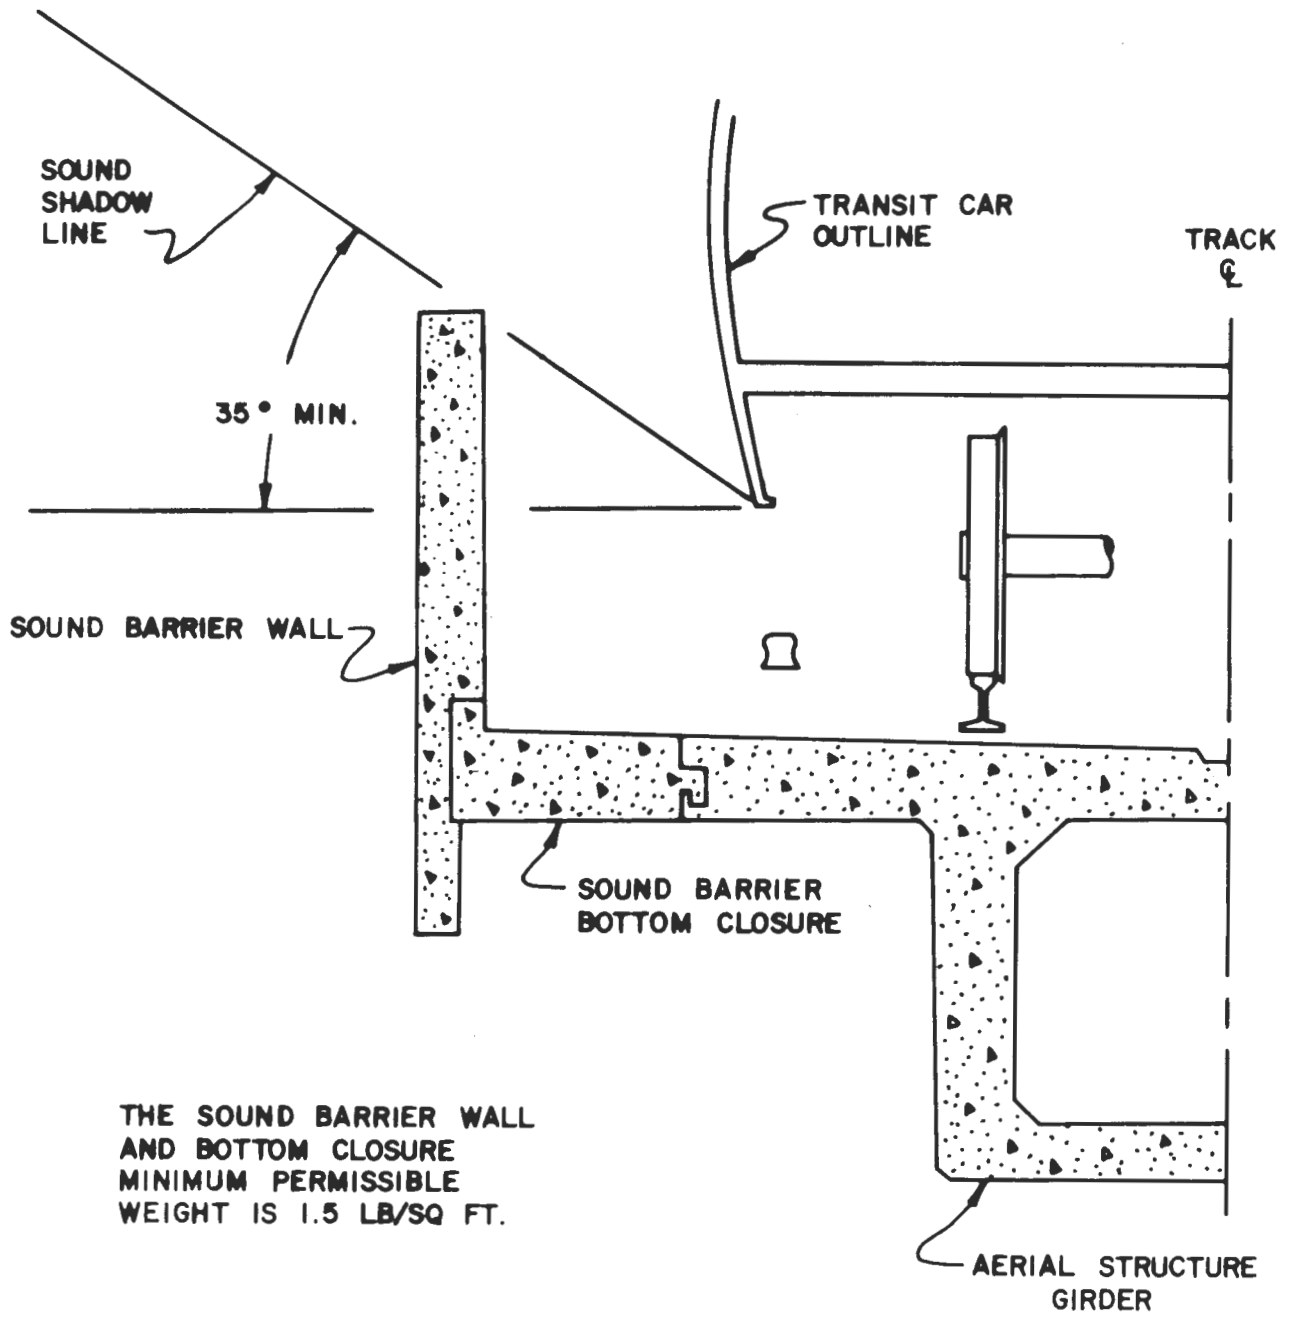 SOUND
SHADOW
LINE
TRANSIT CAR
OUTLINE
TRACK
℄
35° MIN.
SOUND BARRIER WALL
SOUND BARRIER
BOTTOM CLOSURE
THE SOUND BARRIER WALL
AND BOTTOM CLOSURE
MINIMUM PERMISSIBLE
WEIGHT IS 1.5 LB/SQ FT.
AERIAL STRUCTURE
GIRDER